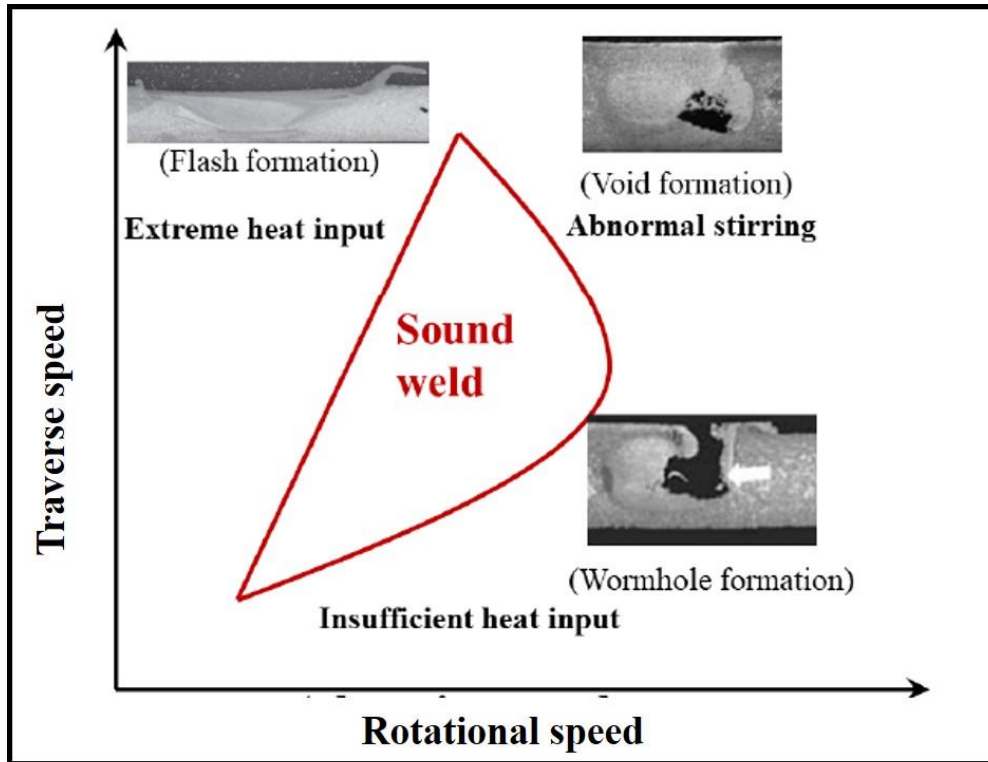 (Flash formation)
(Void formation)
Extreme heat input
Abnormal stirring
Sound
weld
Traverse speed
(Wormhole formation)
Insufficient heat input
Rotational speed